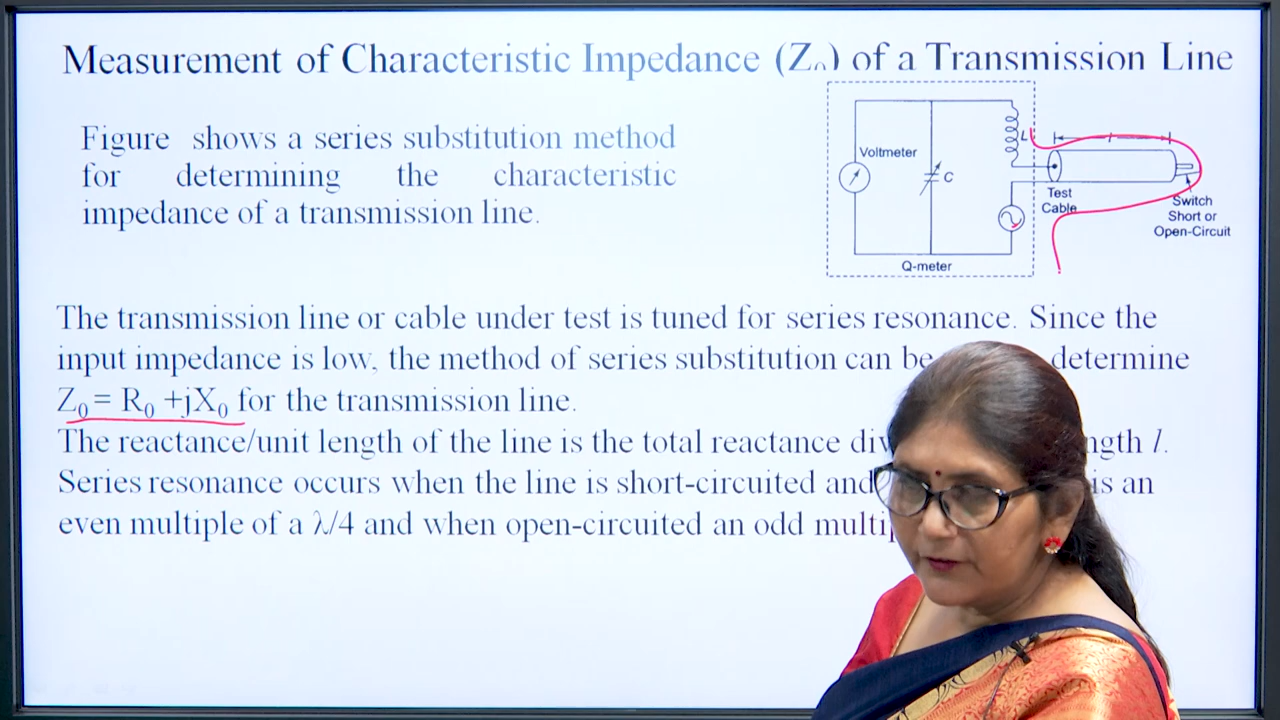 Measurement of Characteristic Impedance (Z₀) of a Transmission Line
Figure shows a series substitution method
for determining the characteristic
impedance of a transmission line.
Voltmeter
C
L
l
Test
Cable
Switch
Short or
Open-Circuit
Q-meter
The transmission line or cable under test is tuned for series resonance. Since the
input impedance is low, the method of series substitution can be determine
Z₀ = R₀ +jX₀ for the transmission line.
The reactance/unit length of the line is the total reactance l.
Series resonance occurs when the line is short-circuited and is an
even multiple of a λ/4 and when open-circuited an odd